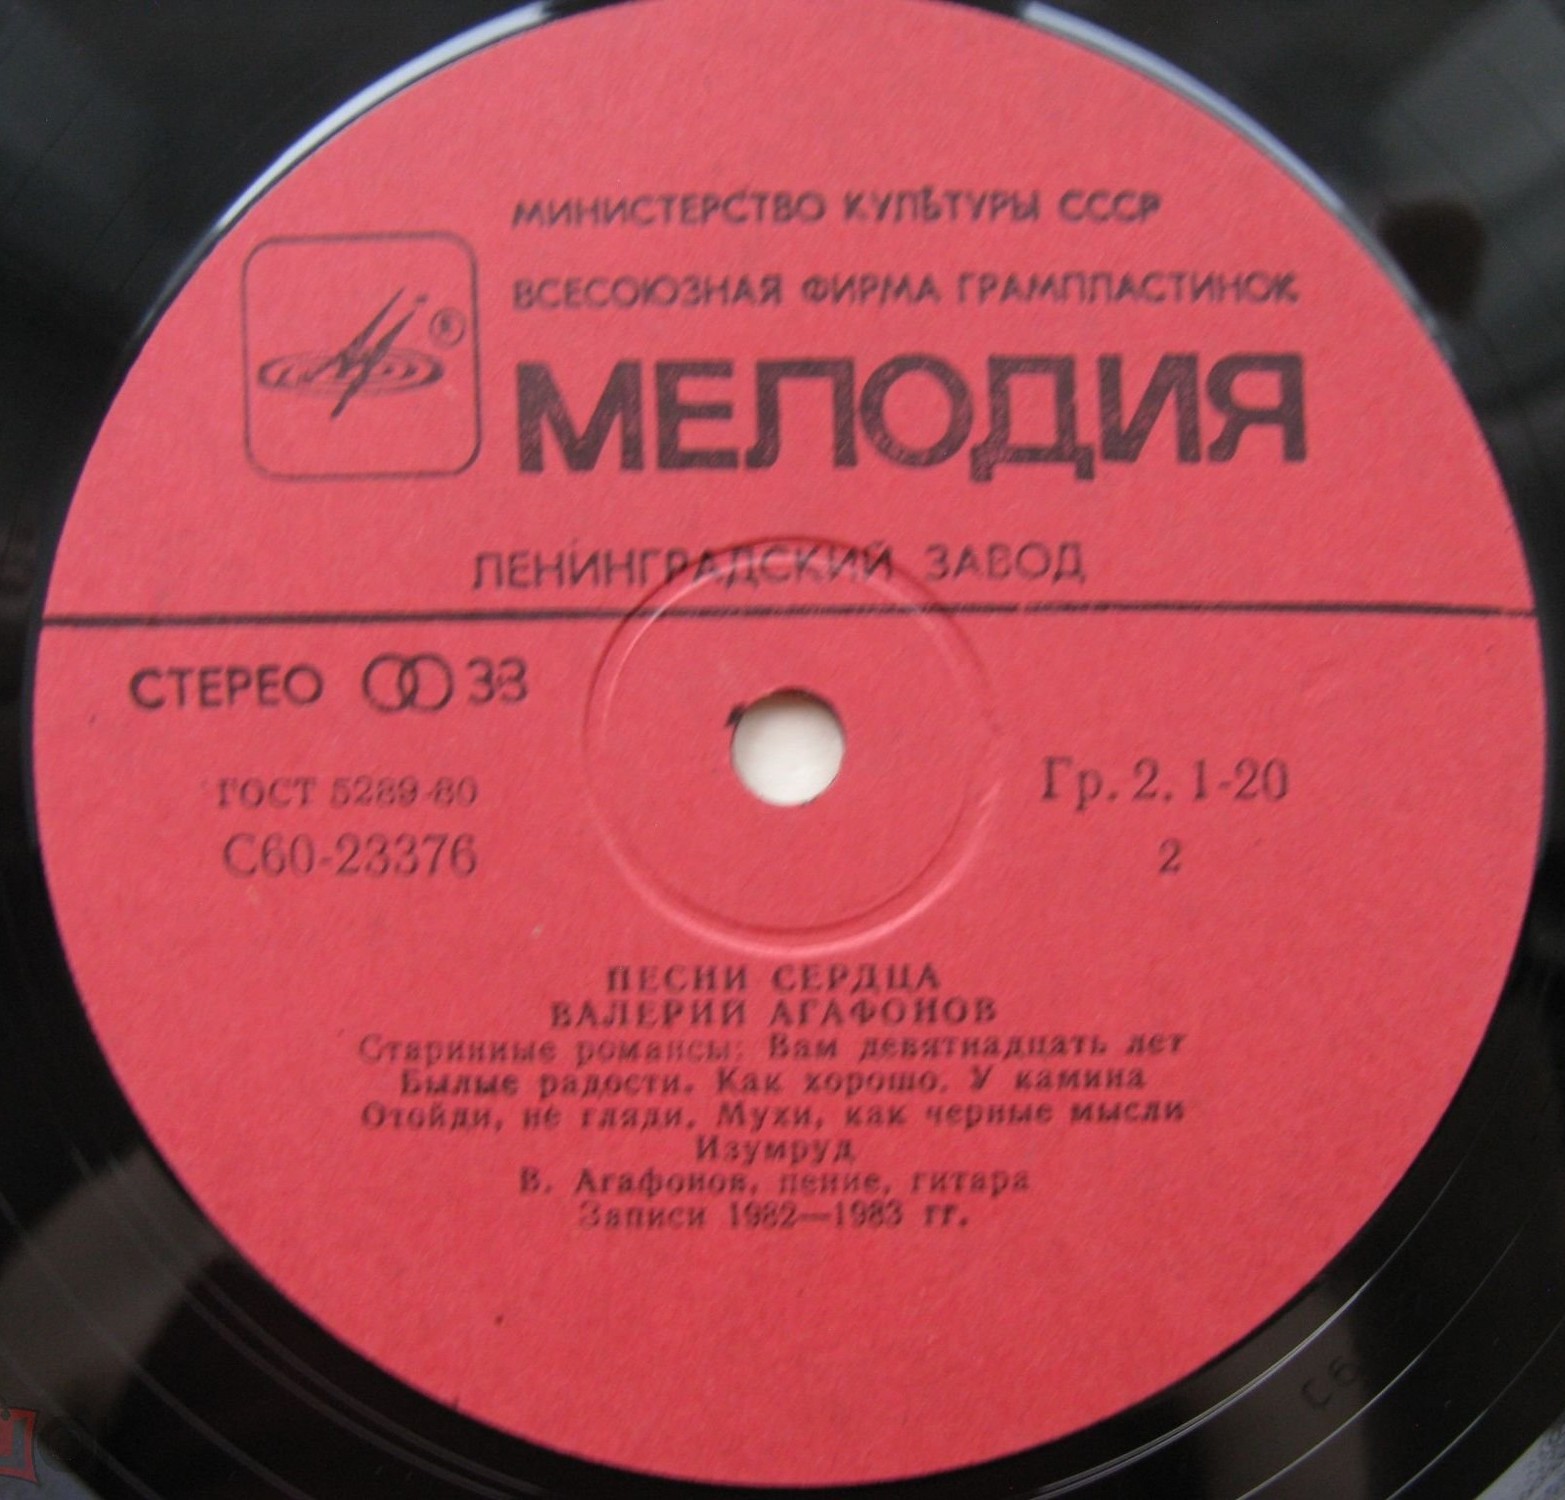 МИНИСТЕРСТВО КУЛЬТУРЫ СССР
ВСЕСОЮЗНАЯ ФИРМА ГРАМПЛАСТИНОК
®
МЕЛОДИЯ
ЛЕНИНГРАДСКИЙ ЗАВОД
СТЕРЕО 33
ГОСТ 5289-80
С60-23376
Гр. 2. 1-20
2
ПЕСНИ СЕРДЦА
ВАЛЕРИЙ АГАФОНОВ
Старинные романсы: Вам девятнадцать лет
Былые радости. Как хорошо. У камина
Отойди, не гляди. Мухи, как черные мысли
Изумруд
В. Агафонов, пение, гитара
Записи 1982—1983 гг.